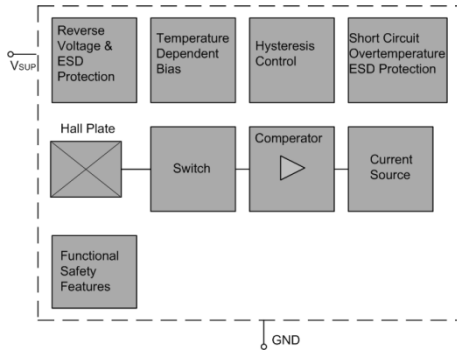 Reverse
Voltage &
ESD
Protection
Temperature
Dependent
Bias
Hysteresis
Control
Short Circuit
Overtemperature
ESD Protection
VSUP
Hall Plate
Switch
Comperator
Current
Source
Functional
Safety
Features
GND